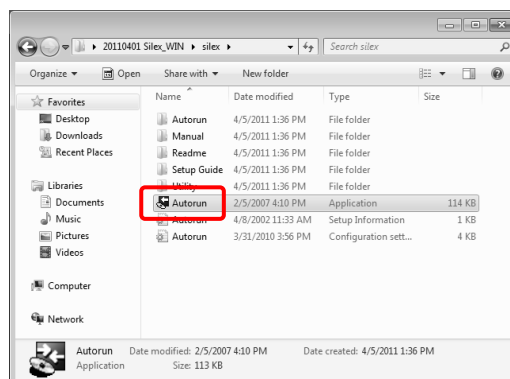 20110401 Silex_WIN ▸ silex ▸ Search silex
Organize Open Share with New folder
Name Date modified Type Size
Favorites
Desktop
Downloads
Recent Places
Libraries
Documents
Music
Pictures
Videos
Computer
Network
Autorun 4/5/2011 1:36 PM File folder
Manual 4/5/2011 1:36 PM File folder
Readme 4/5/2011 1:36 PM File folder
Setup Guide 4/5/2011 1:36 PM File folder
Utility 4/5/2011 1:36 PM File folder
Autorun 2/5/2007 4:10 PM Application 114 KB
Autorun 4/8/2002 11:33 AM Setup Information 1 KB
Autorun 3/31/2010 3:56 PM Configuration sett... 4 KB
Autorun Date modified: 2/5/2007 4:10 PM Date created: 4/5/2011 1:36 PM
Application Size: 113 KB